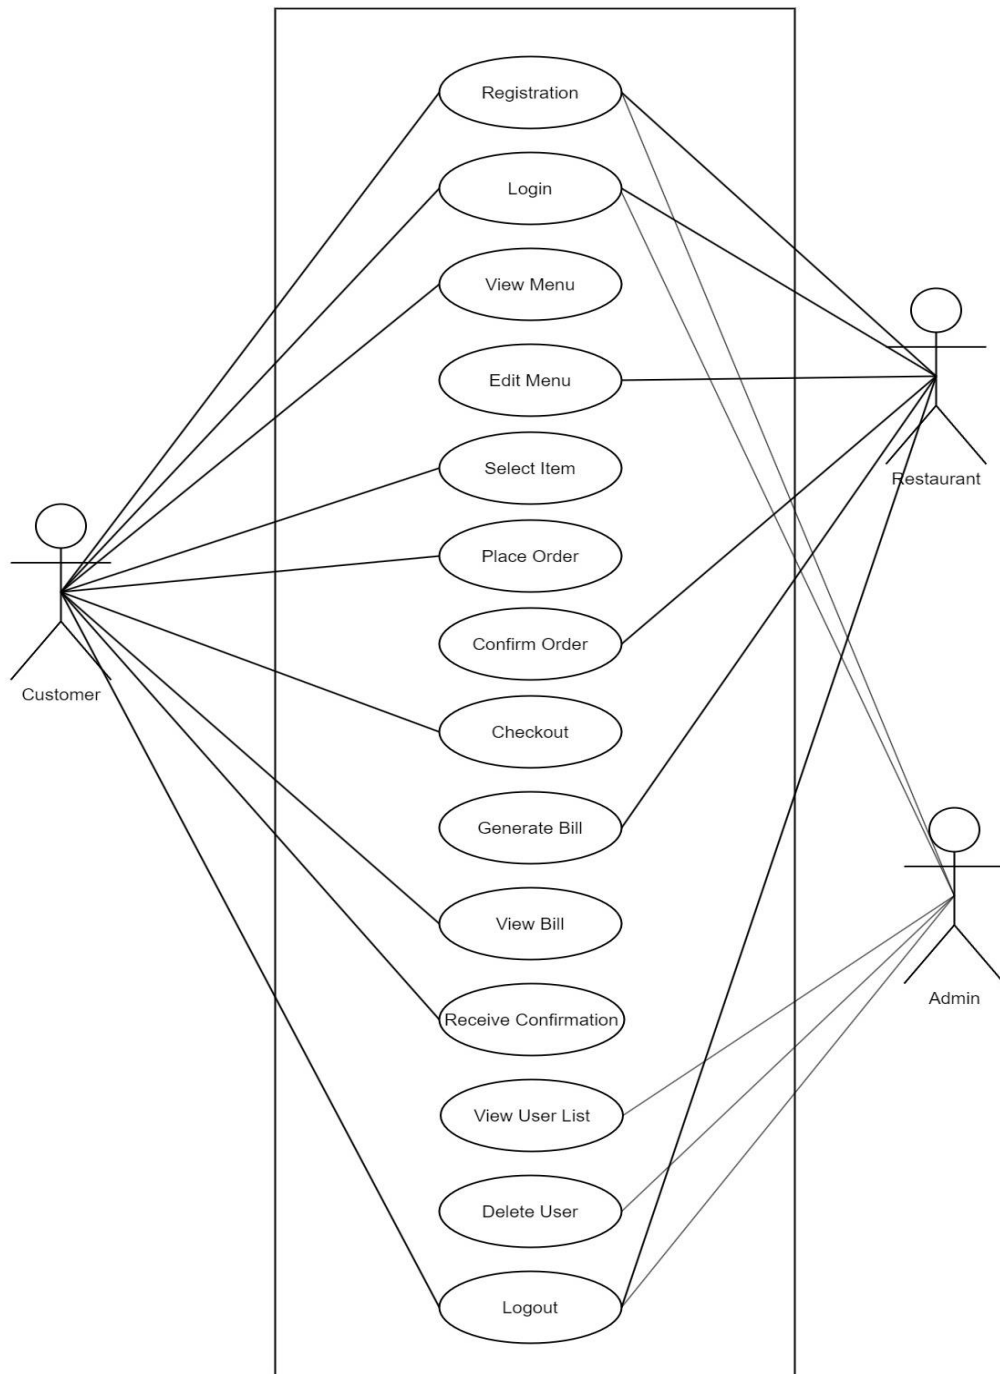 Registration
Login
View Menu
Edit Menu
Select Item
Restaurant
Place Order
Confirm Order
Customer
Checkout
Generate Bill
View Bill
Admin
Receive Confirmation
View User List
Delete User
Logout